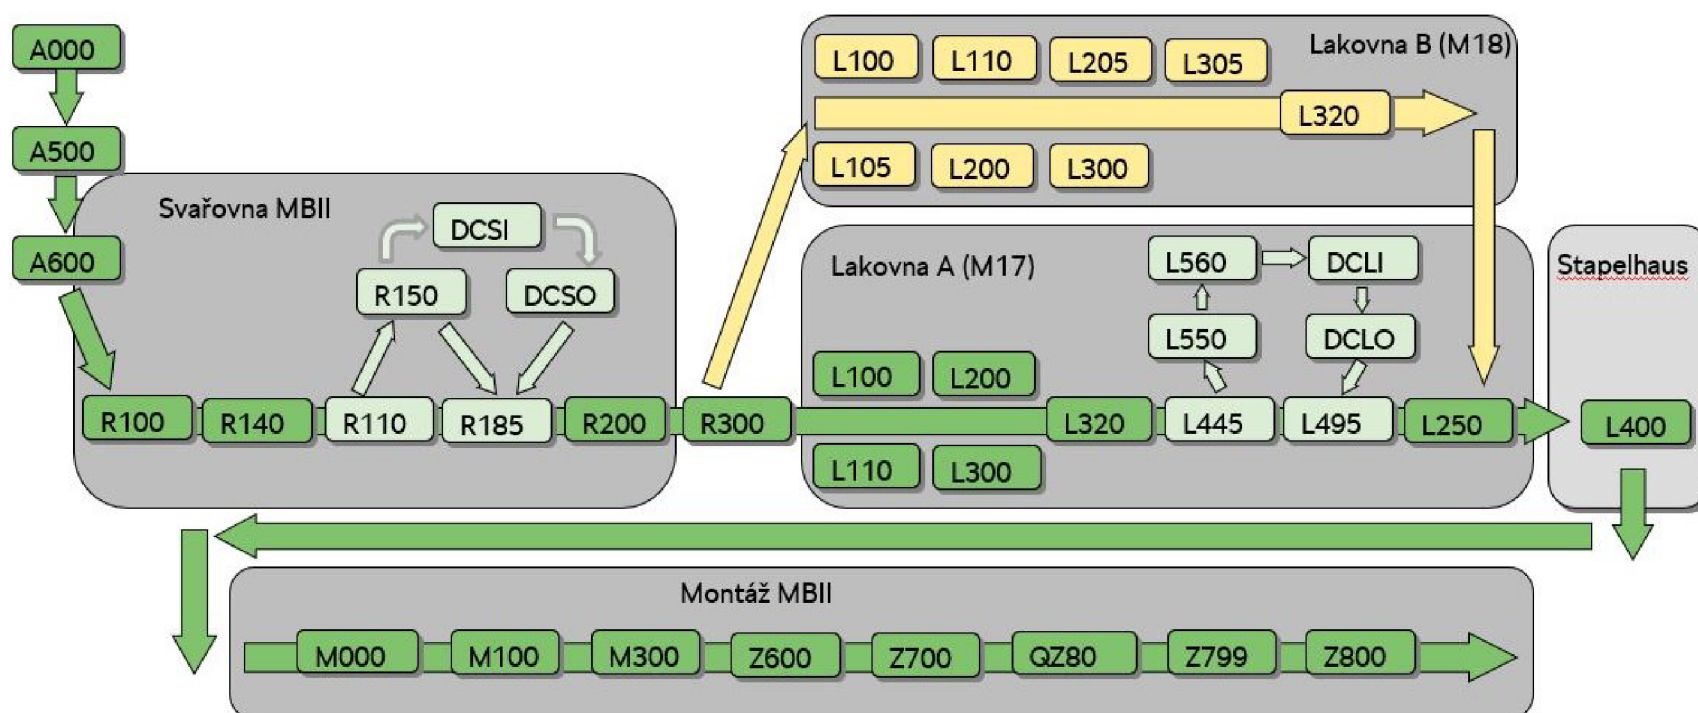 A000
A500
A600
Svařovna MBII
DCSI
R150
DCSO
R100
R140
R110
R185
R200
R300
Lakovna B (M18)
L100
L110
L205
L305
L320
L105
L200
L300
Lakovna A (M17)
L560
DCLI
L550
DCLO
L100
L200
L320
L445
L495
L250
L110
L300
Stapelhaus
L400
Montáž MBII
M000
M100
M300
Z600
Z700
QZ80
Z799
Z800